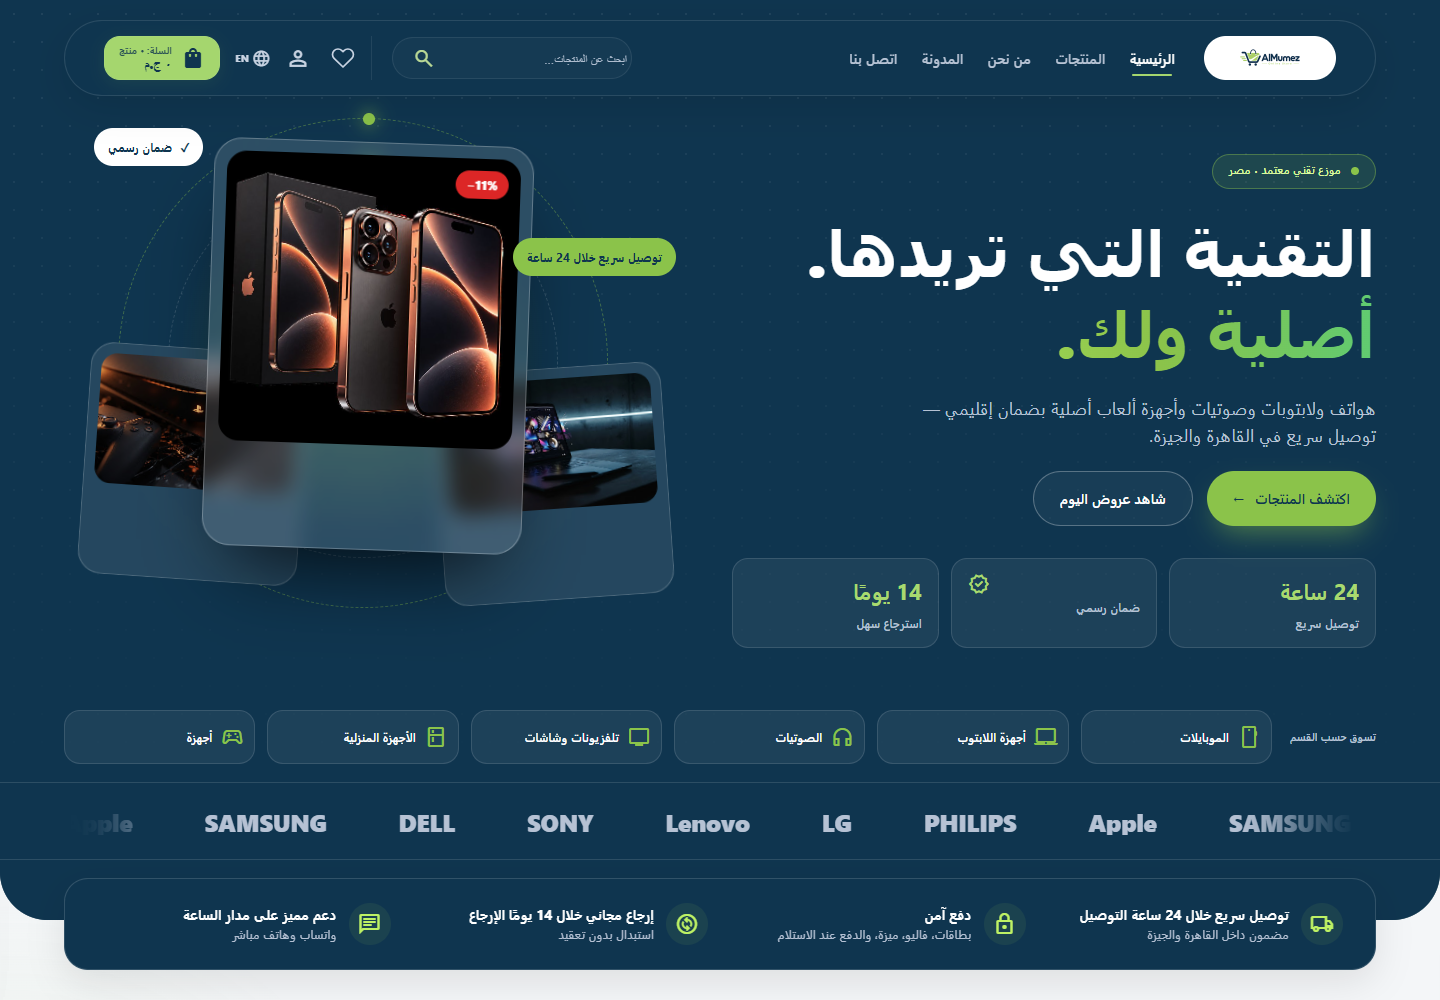 AlMumez
الرئيسية
المنتجات
من نحن
المدونة
اتصل بنا
ابحث عن المنتجات...
EN
السلة: ٠ منتج
٠ ج.م
موزع تقني معتمد · مصر
التقنية التي تريدها.
أصلية ولك.
هواتف ولابتوبات وصوتيات وأجهزة ألعاب أصلية بضمان إقليمي —
توصيل سريع في القاهرة والجيزة.
اكتشف المنتجات ←
شاهد عروض اليوم
24 ساعة
توصيل سريع
ضمان رسمي
14 يومًا
استرجاع سهل
✓ ضمان رسمي
−11%
توصيل سريع خلال 24 ساعة
تسوق حسب القسم
الموبايلات
أجهزة اللابتوب
الصوتيات
تلفزيونات وشاشات
الأجهزة المنزلية
أجهزة
pple
SAMSUNG
DELL
SONY
Lenovo
LG
PHILIPS
Apple
SAMSUNG
توصيل سريع خلال 24 ساعة التوصيل
مضمون داخل القاهرة والجيزة
دفع آمن
بطاقات، فاليو، ميزة، والدفع عند الاستلام
إرجاع مجاني خلال 14 يومًا الإرجاع
استبدال بدون تعقيد
دعم مميز على مدار الساعة
واتساب وهاتف مباشر